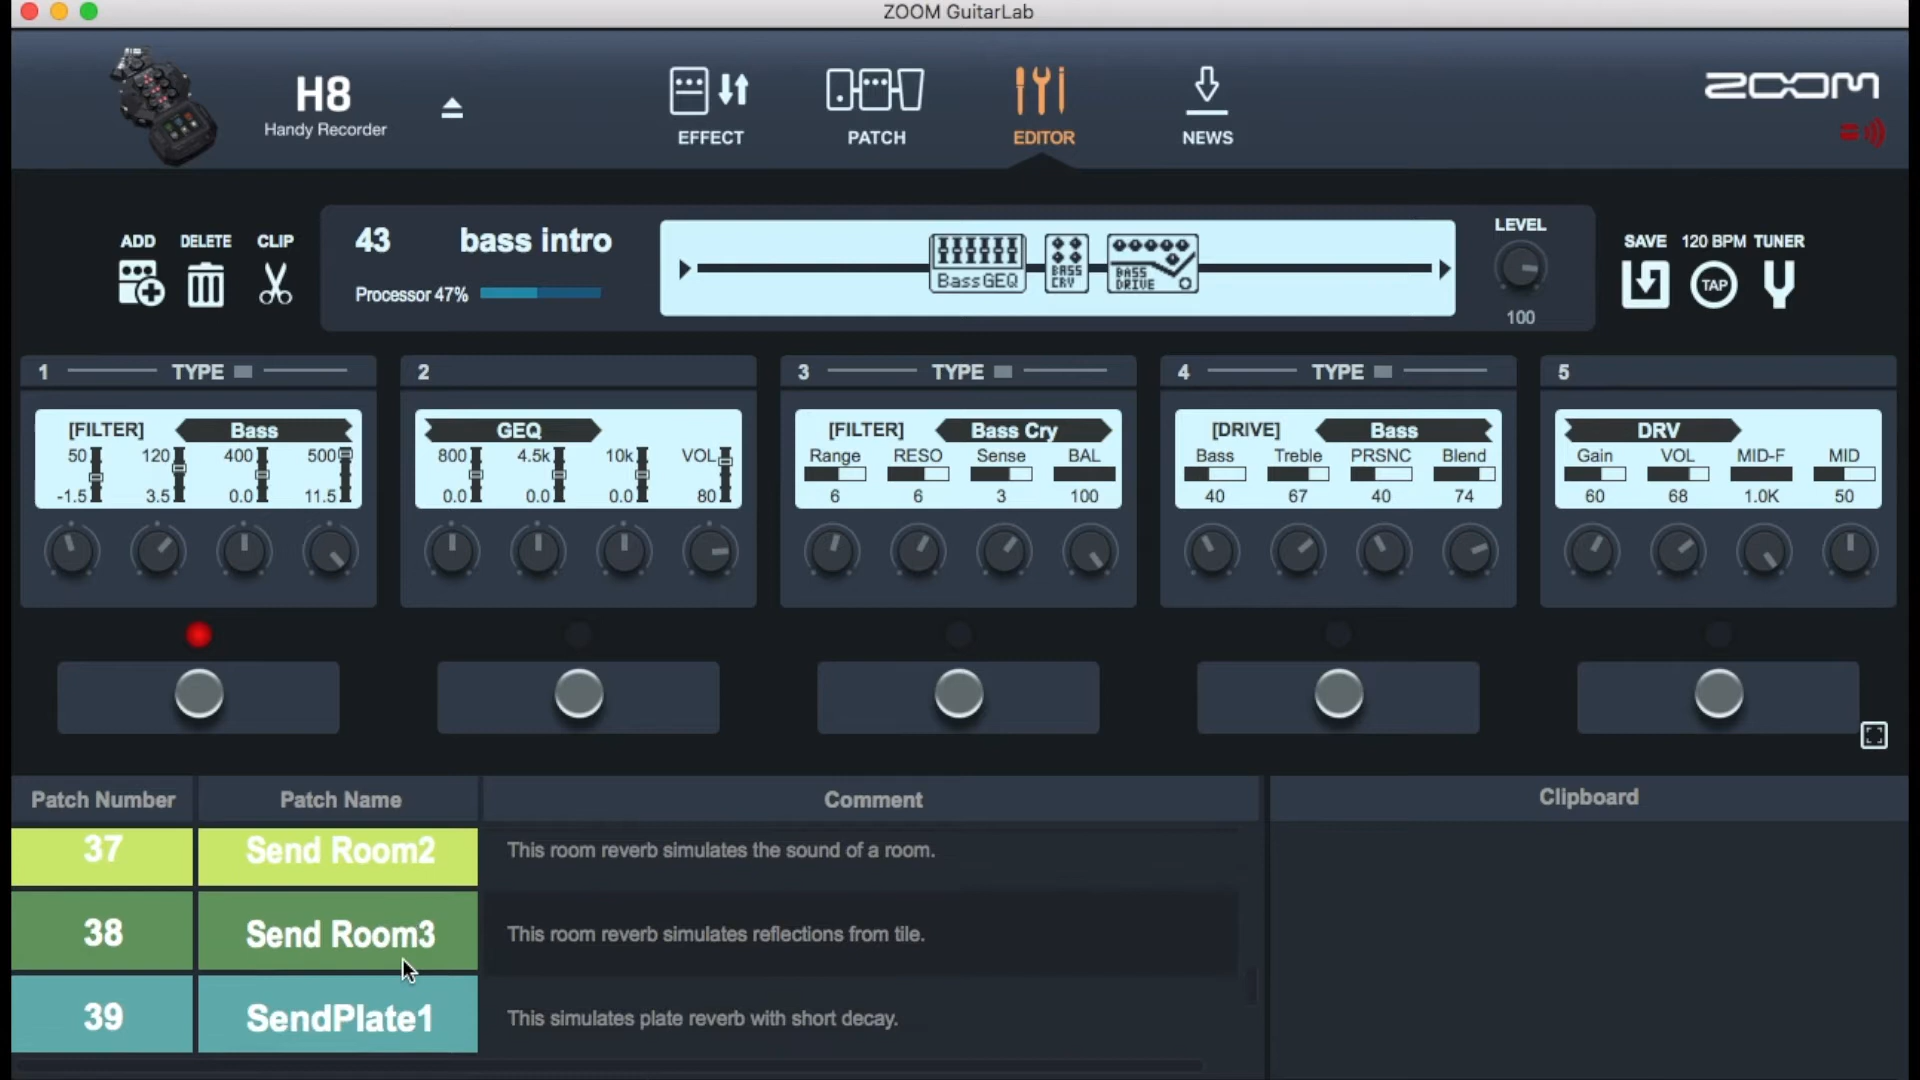 ZOOM GuitarLab
H8
Handy Recorder
EFFECT
PATCH
EDITOR
NEWS
ZOOM
ADD
DELETE
CLIP
43 bass intro
Processor 47%
BassGEQ
BASS CRY
BASS DRIVE
LEVEL
100
SAVE
120 BPM
TAP
TUNER
1 TYPE
[FILTER] Bass
50 120 400 500
-1.5 3.5 0.0 11.5
2
GEQ
800 4.5k 10k VOL
0.0 0.0 0.0 80
3 TYPE
[FILTER] Bass Cry
Range RESO Sense BAL
6 6 3 100
4 TYPE
[DRIVE] Bass
Bass Treble PRSNC Blend
40 67 40 74
5
DRV
Gain VOL MID-F MID
60 68 1.0K 50
Patch Number Patch Name Comment Clipboard
37 Send Room2 This room reverb simulates the sound of a room.
38 Send Room3 This room reverb simulates reflections from tile.
39 SendPlate1 This simulates plate reverb with short decay.